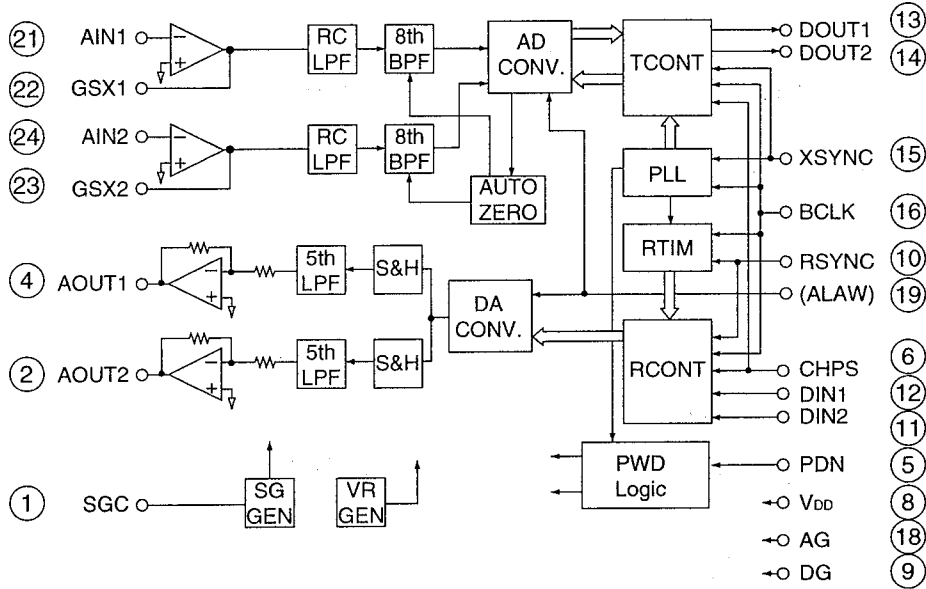 21 AIN1
22 GSX1
24 AIN2
23 GSX2
4 AOUT1
2 AOUT2
1 SGC
RC
LPF
8th
BPF
AD
CONV.
TCONT
RC
LPF
8th
BPF
AUTO
ZERO
PLL
RTIM
5th
LPF
S&H
DA
CONV.
5th
LPF
S&H
RCONT
SG
GEN
VR
GEN
PWD
Logic
DOUT1 13
DOUT2 14
XSYNC 15
BCLK 16
RSYNC 10
(ALAW) 19
CHPS 6
DIN1 12
DIN2 11
PDN 5
VDD 8
AG 18
DG 9